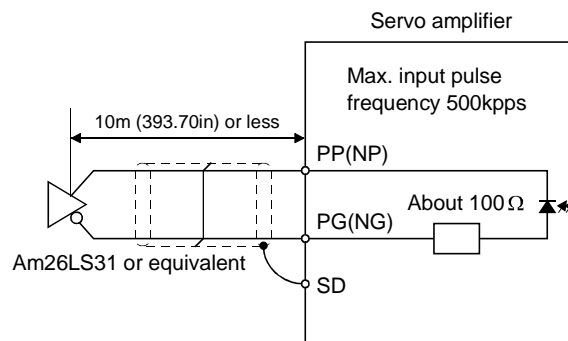 Servo amplifier
Max. input pulse
frequency 500kpps
10m (393.70in) or less
PP(NP)
PG(NG)
About 100Ω
Am26LS31 or equivalent
SD